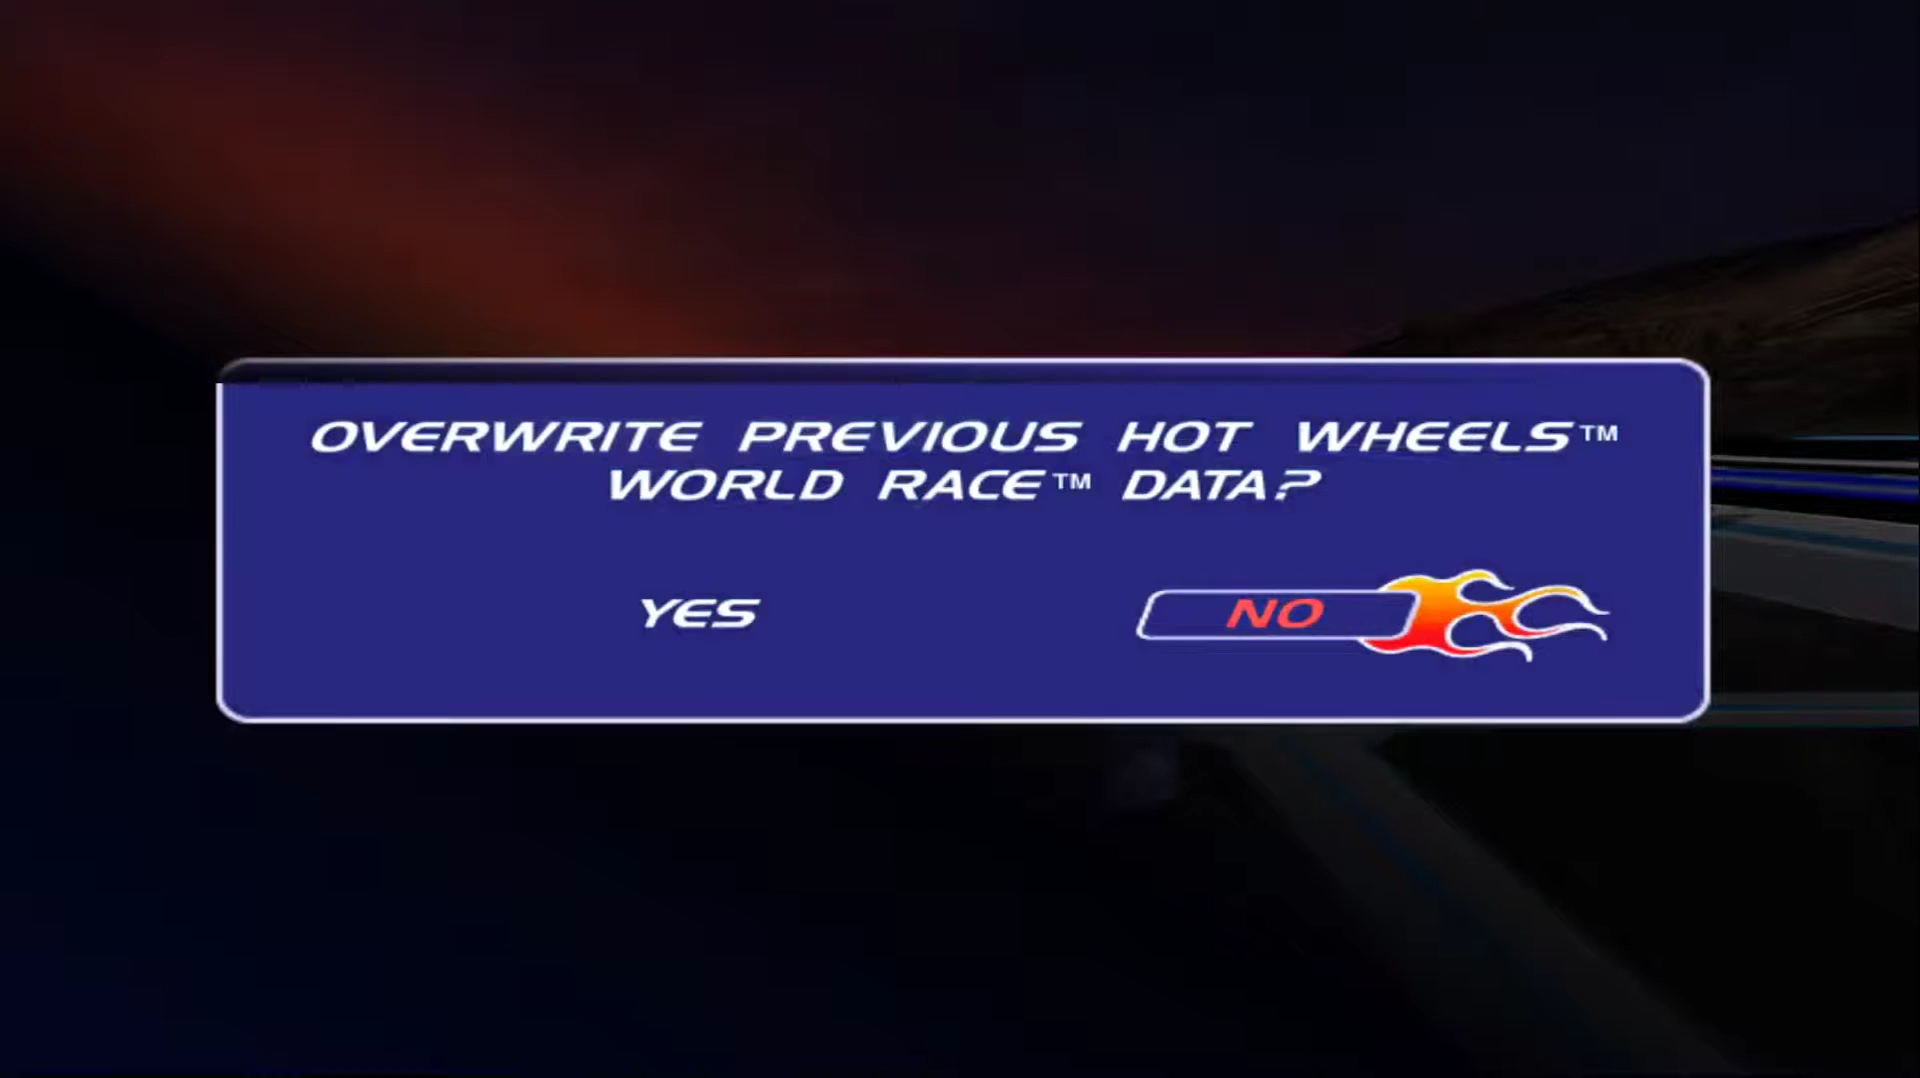 OVERWRITE PREVIOUS HOT WHEELS™
WORLD RACE™ DATA?
YES
NO